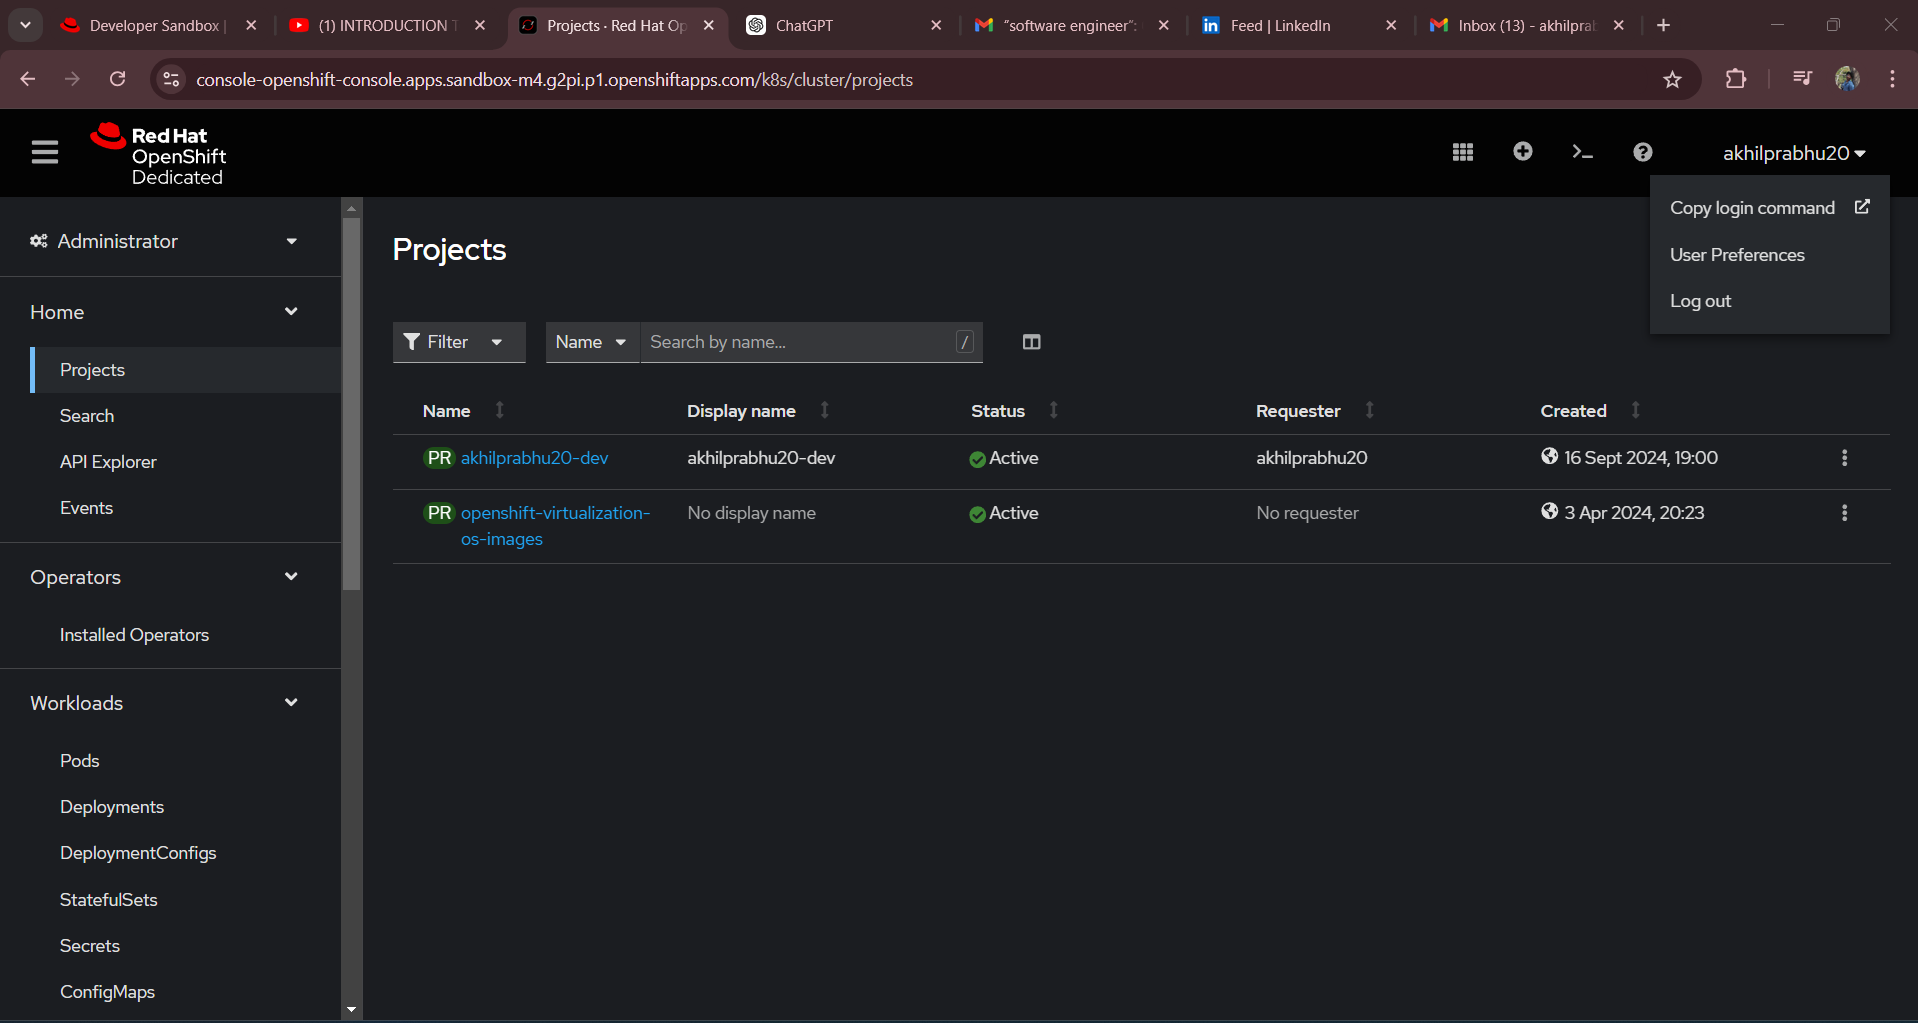 Developer Sandbox |
(1) INTRODUCTION T
Projects · Red Hat Op
ChatGPT
"software engineer":
Feed | LinkedIn
Inbox (13) - akhilprab
console-openshift-console.apps.sandbox-m4.g2pi.p1.openshiftapps.com/k8s/cluster/projects
Red Hat
OpenShift
Dedicated
akhilprabhu20
Copy login command
User Preferences
Log out
Administrator
Home
Projects
Search
API Explorer
Events
Operators
Installed Operators
Workloads
Pods
Deployments
DeploymentConfigs
StatefulSets
Secrets
ConfigMaps
Projects
Filter
Name
Search by name...
/
Name Display name Status Requester Created
PR akhilprabhu20-dev akhilprabhu20-dev Active akhilprabhu20 16 Sept 2024, 19:00
PR openshift-virtualization- No display name Active No requester 3 Apr 2024, 20:23
os-images